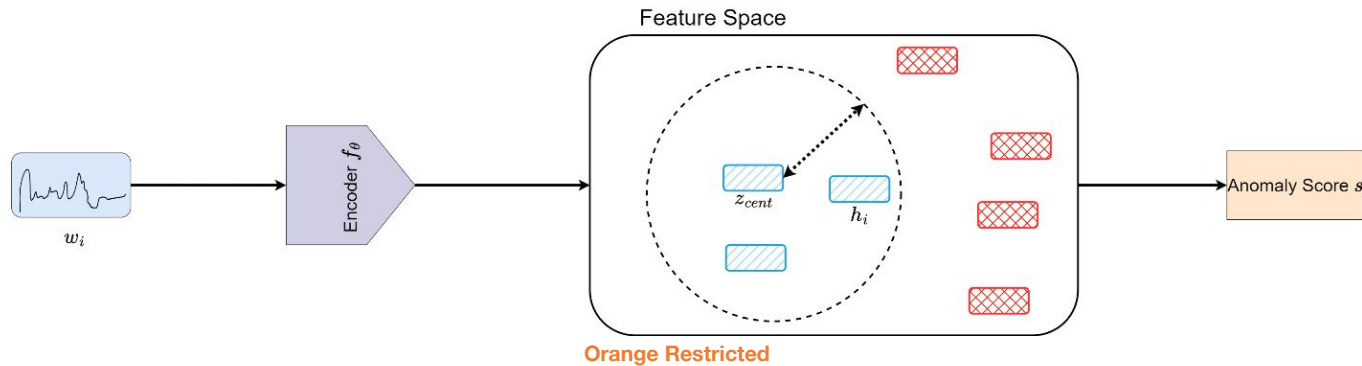 Feature Space
w_i
Encoder f_θ
z_cent
h_i
Anomaly Score s
Orange Restricted